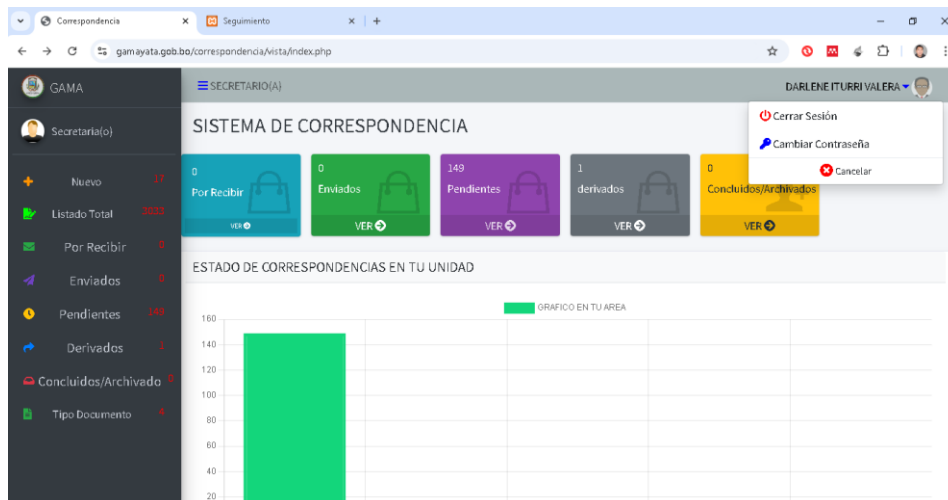 Correspondencia
Seguimiento
gamayata.gob.bo/correspondencia/vista/index.php
GAMA
SECRETARIO(A)
DARLENE ITURRI VALERA
Secretaria(o)
Cerrar Sesión
Cambiar Contraseña
Cancelar
SISTEMA DE CORRESPONDENCIA
0
Por Recibir
VER
0
Enviados
VER
149
Pendientes
VER
1
derivados
VER
0
Concluidos/Archivados
VER
Nuevo 17
Listado Total
Por Recibir 0
Enviados 0
Pendientes
Derivados
Concluidos/Archivado 0
Tipo Documento
ESTADO DE CORRESPONDENCIAS EN TU UNIDAD
GRAFICO EN TU AREA
160
140
120
100
80
60
40
20